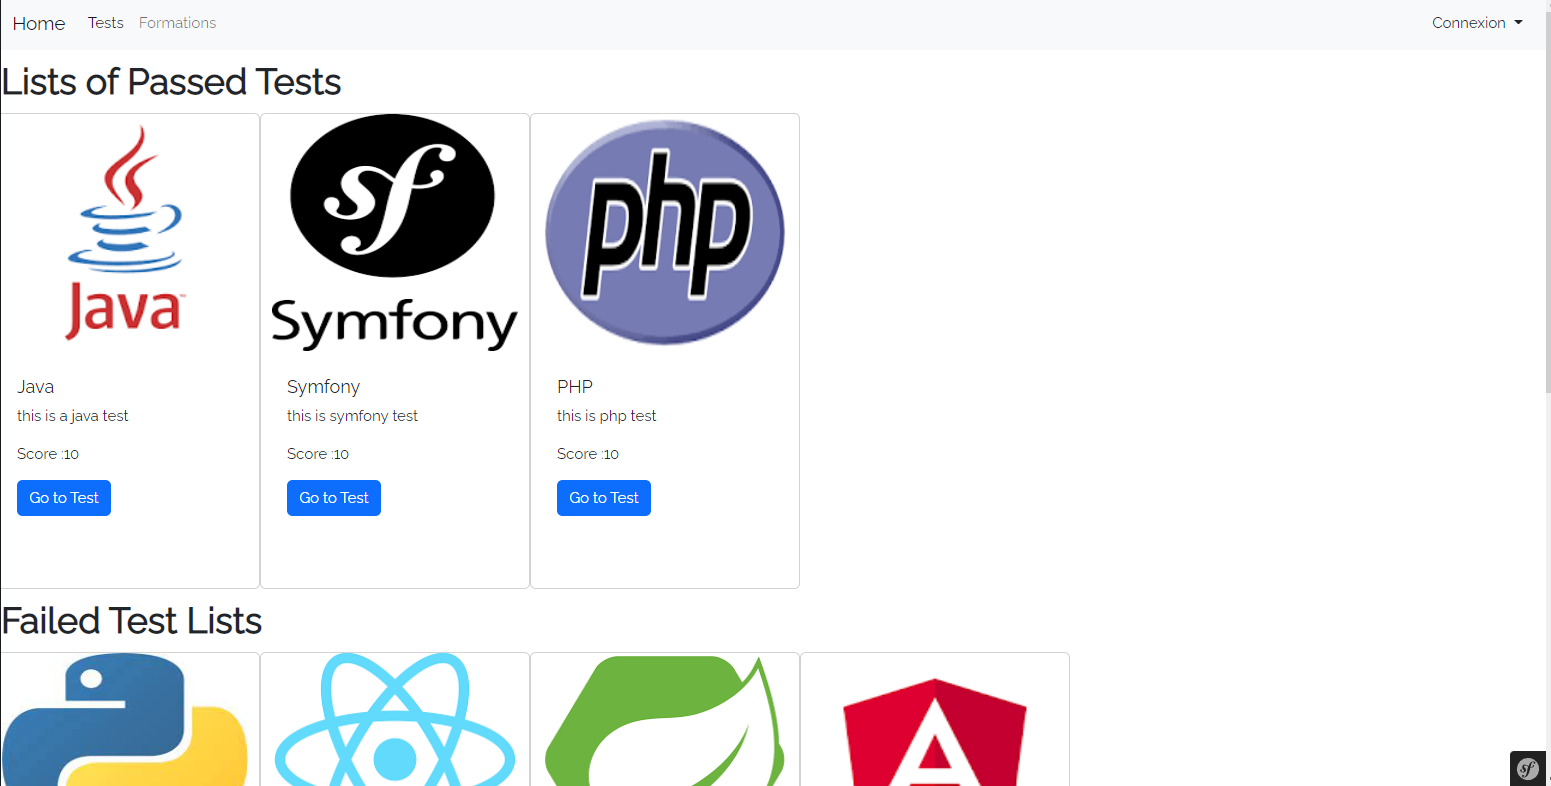 Home Tests Formations Connexion
Lists of Passed Tests
Java™
Symfony
php
Java
this is a java test
Score :10
Go to Test
Symfony
this is symfony test
Score :10
Go to Test
PHP
this is php test
Score :10
Go to Test
Failed Test Lists